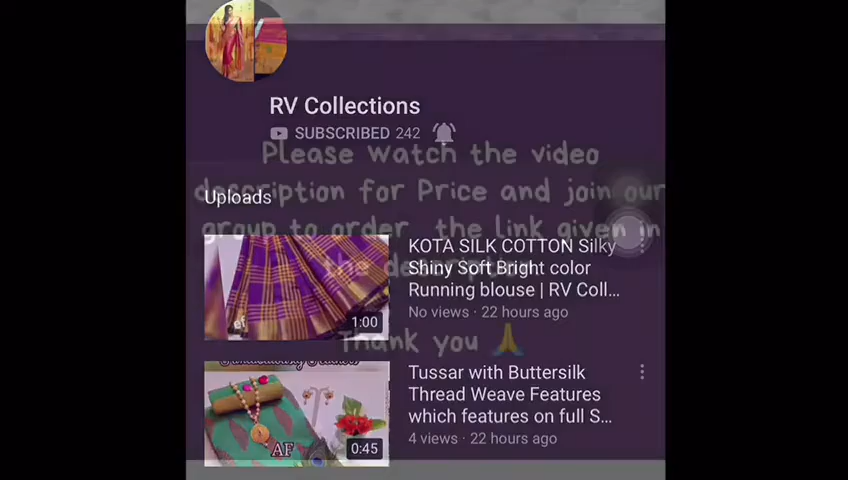 RV Collections
SUBSCRIBED 242
Please watch the video
description for Price and join our
group to order the link given in
the description
Thank you 🙏
Uploads
KOTA SILK COTTON Silky
Shiny Soft Bright color
Running blouse | RV Coll...
No views · 22 hours ago
1:00
Tussar with Buttersilk
Thread Weave Features
which features on full S...
4 views · 22 hours ago
AF
0:45